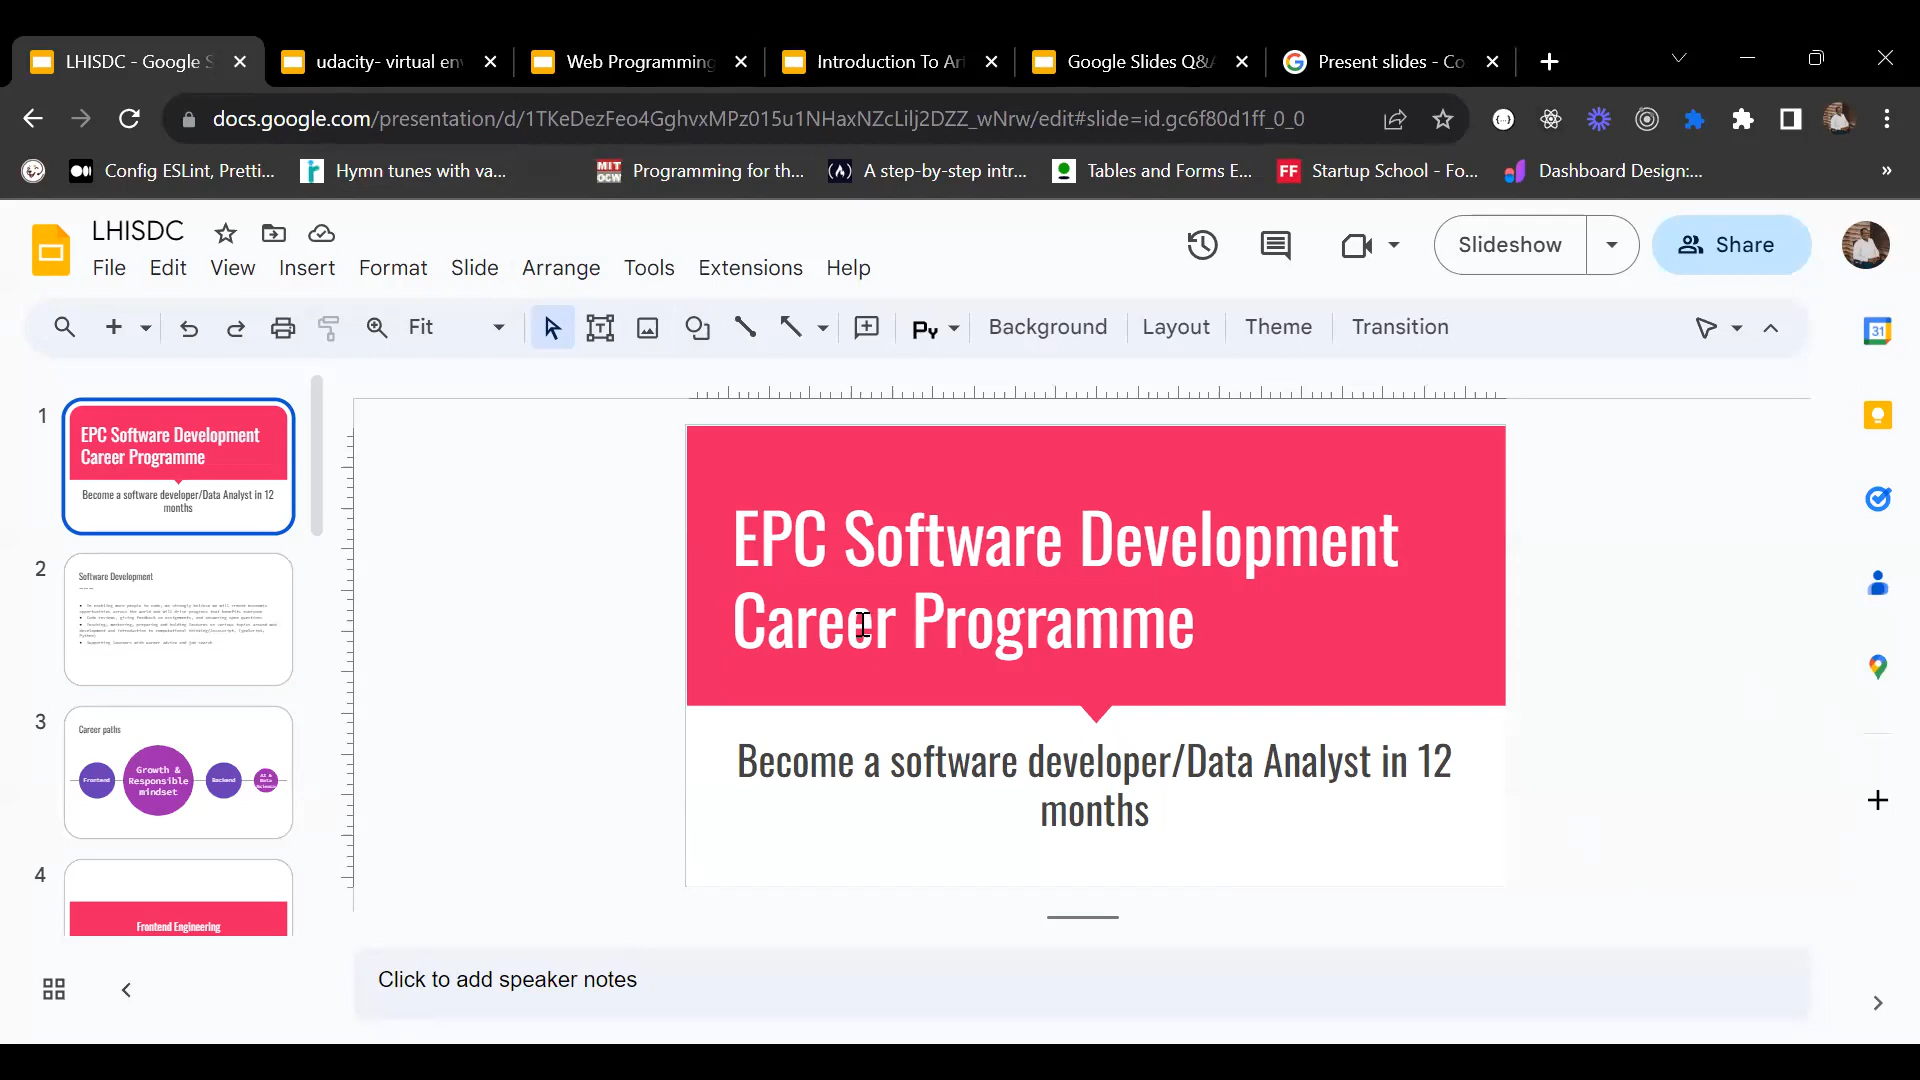 LHISDC - Google S
udacity- virtual en
Web Programming
Introduction To Ar
Google Slides Q&
Present slides - Co
docs.google.com/presentation/d/1TKeDezFeo4GghvxMPz015u1NHaxNZcLilj2DZZ_wNrw/edit#slide=id.gc6f80d1ff_0_0
Config ESLint, Pretti...
Hymn tunes with va...
MIT OCW
Programming for th...
A step-by-step intr...
Tables and Forms E...
FF
Startup School - Fo...
Dashboard Design:...
»
LHISDC
File Edit View Insert Format Slide Arrange Tools Extensions Help
Slideshow
Share
Fit
Py
Background
Layout
Theme
Transition
31
1
EPC Software Development
Career Programme
Become a software developer/Data Analyst in 12
months
2
Software Development
3
Career paths
Frontend
Growth &
Responsible
mindset
Backend
4
Frontend Engineering
EPC Software Development
Career Programme
Become a software developer/Data Analyst in 12
months
Click to add speaker notes